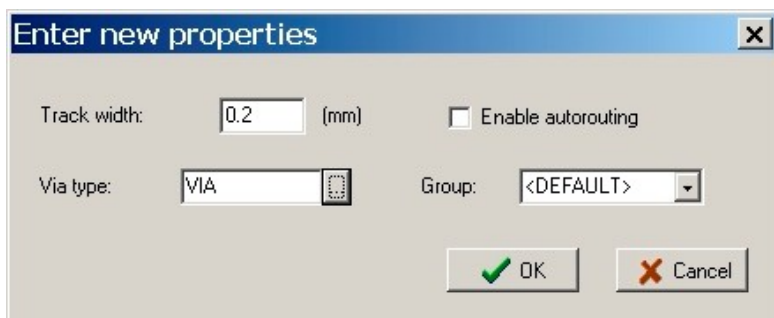 Enter new properties
Track width: 0.2 (mm) Enable autorouting
Via type: VIA Group: <DEFAULT>
OK Cancel